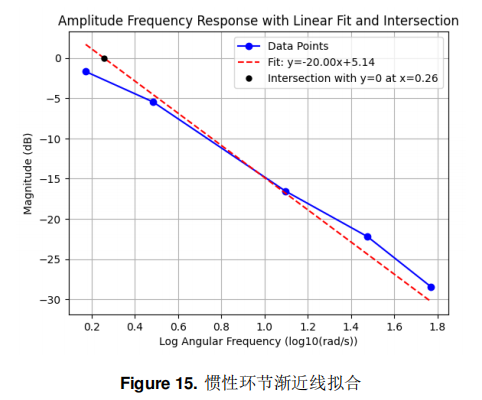 Amplitude Frequency Response with Linear Fit and Intersection
Data Points
Fit: y=-20.00x+5.14
Intersection with y=0 at x=0.26
Magnitude (dB)
0
−5
−10
−15
−20
−25
−30
0.2 0.4 0.6 0.8 1.0 1.2 1.4 1.6 1.8
Log Angular Frequency (log10(rad/s))
Figure 15. 惯性环节渐近线拟合